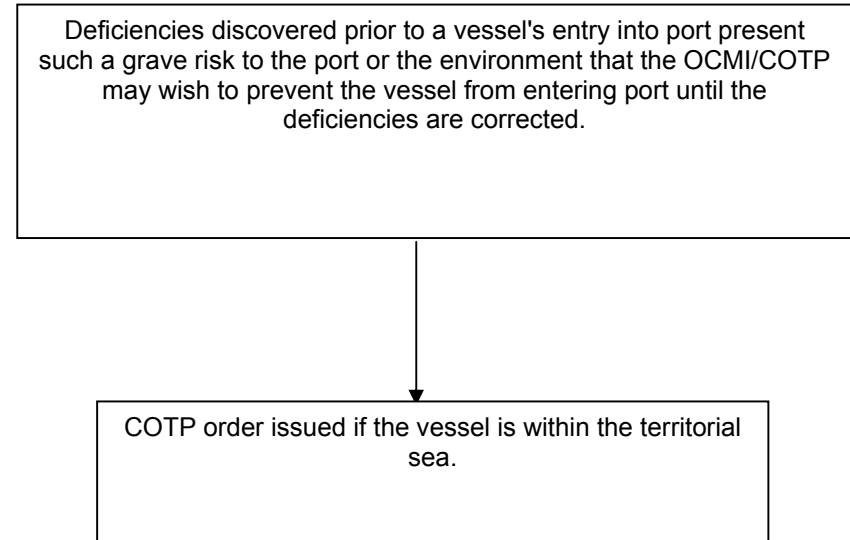 Deficiencies discovered prior to a vessel's entry into port present
such a grave risk to the port or the environment that the OCMI/COTP
may wish to prevent the vessel from entering port until the
deficiencies are corrected.
COTP order issued if the vessel is within the territorial
sea.